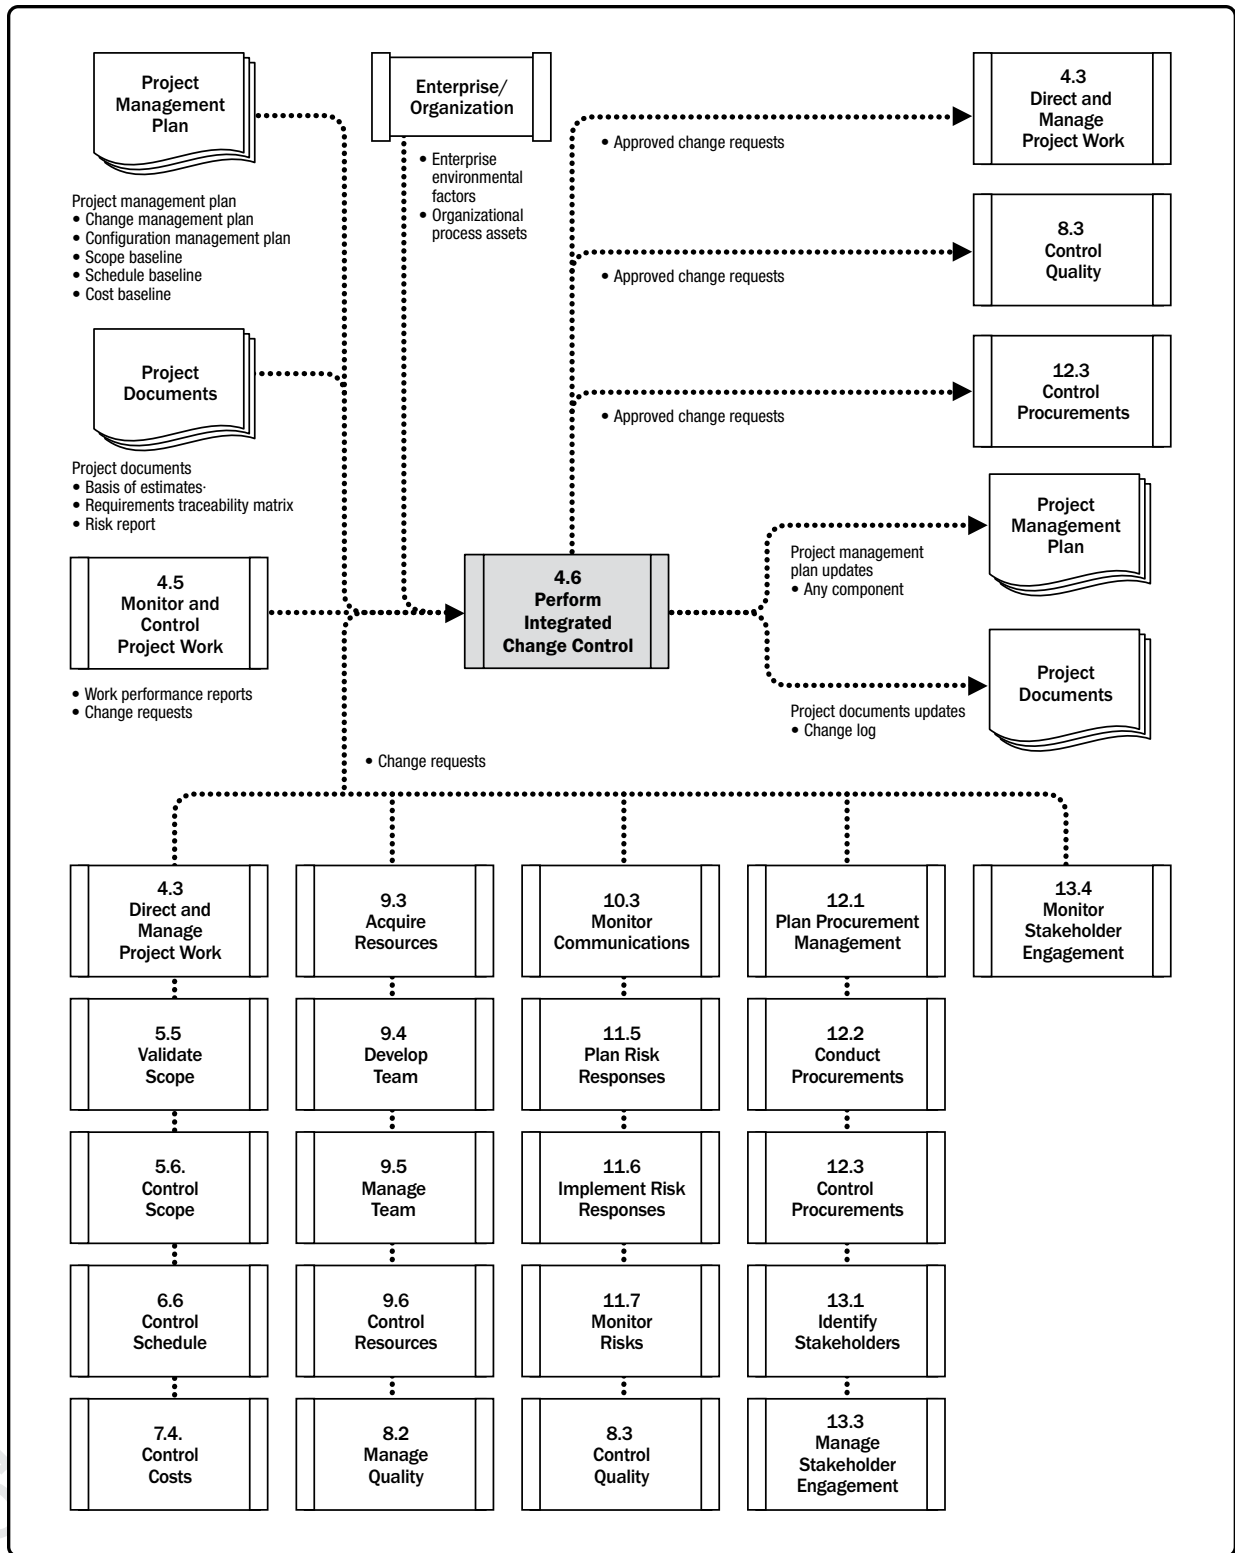 Project
Management
Plan
Enterprise/
Organization
4.3
Direct and
Manage
Project Work
• Approved change requests
• Enterprise
environmental
factors
• Organizational
process assets
Project management plan
• Change management plan
• Configuration management plan
• Scope baseline
• Schedule baseline
• Cost baseline
8.3
Control
Quality
• Approved change requests
Project
Documents
12.3
Control
Procurements
• Approved change requests
Project documents
• Basis of estimates·
• Requirements traceability matrix
• Risk report
Project
Management
Plan
Project management
plan updates
• Any component
4.5
Monitor and
Control
Project Work
4.6
Perform
Integrated
Change Control
• Work performance reports
• Change requests
Project
Documents
Project documents updates
• Change log
• Change requests
4.3
Direct and
Manage
Project Work
9.3
Acquire
Resources
10.3
Monitor
Communications
12.1
Plan Procurement
Management
13.4
Monitor
Stakeholder
Engagement
5.5
Validate
Scope
9.4
Develop
Team
11.5
Plan Risk
Responses
12.2
Conduct
Procurements
5.6.
Control
Scope
9.5
Manage
Team
11.6
Implement Risk
Responses
12.3
Control
Procurements
6.6
Control
Schedule
9.6
Control
Resources
11.7
Monitor
Risks
13.1
Identify
Stakeholders
7.4.
Control
Costs
8.2
Manage
Quality
8.3
Control
Quality
13.3
Manage
Stakeholder
Engagement